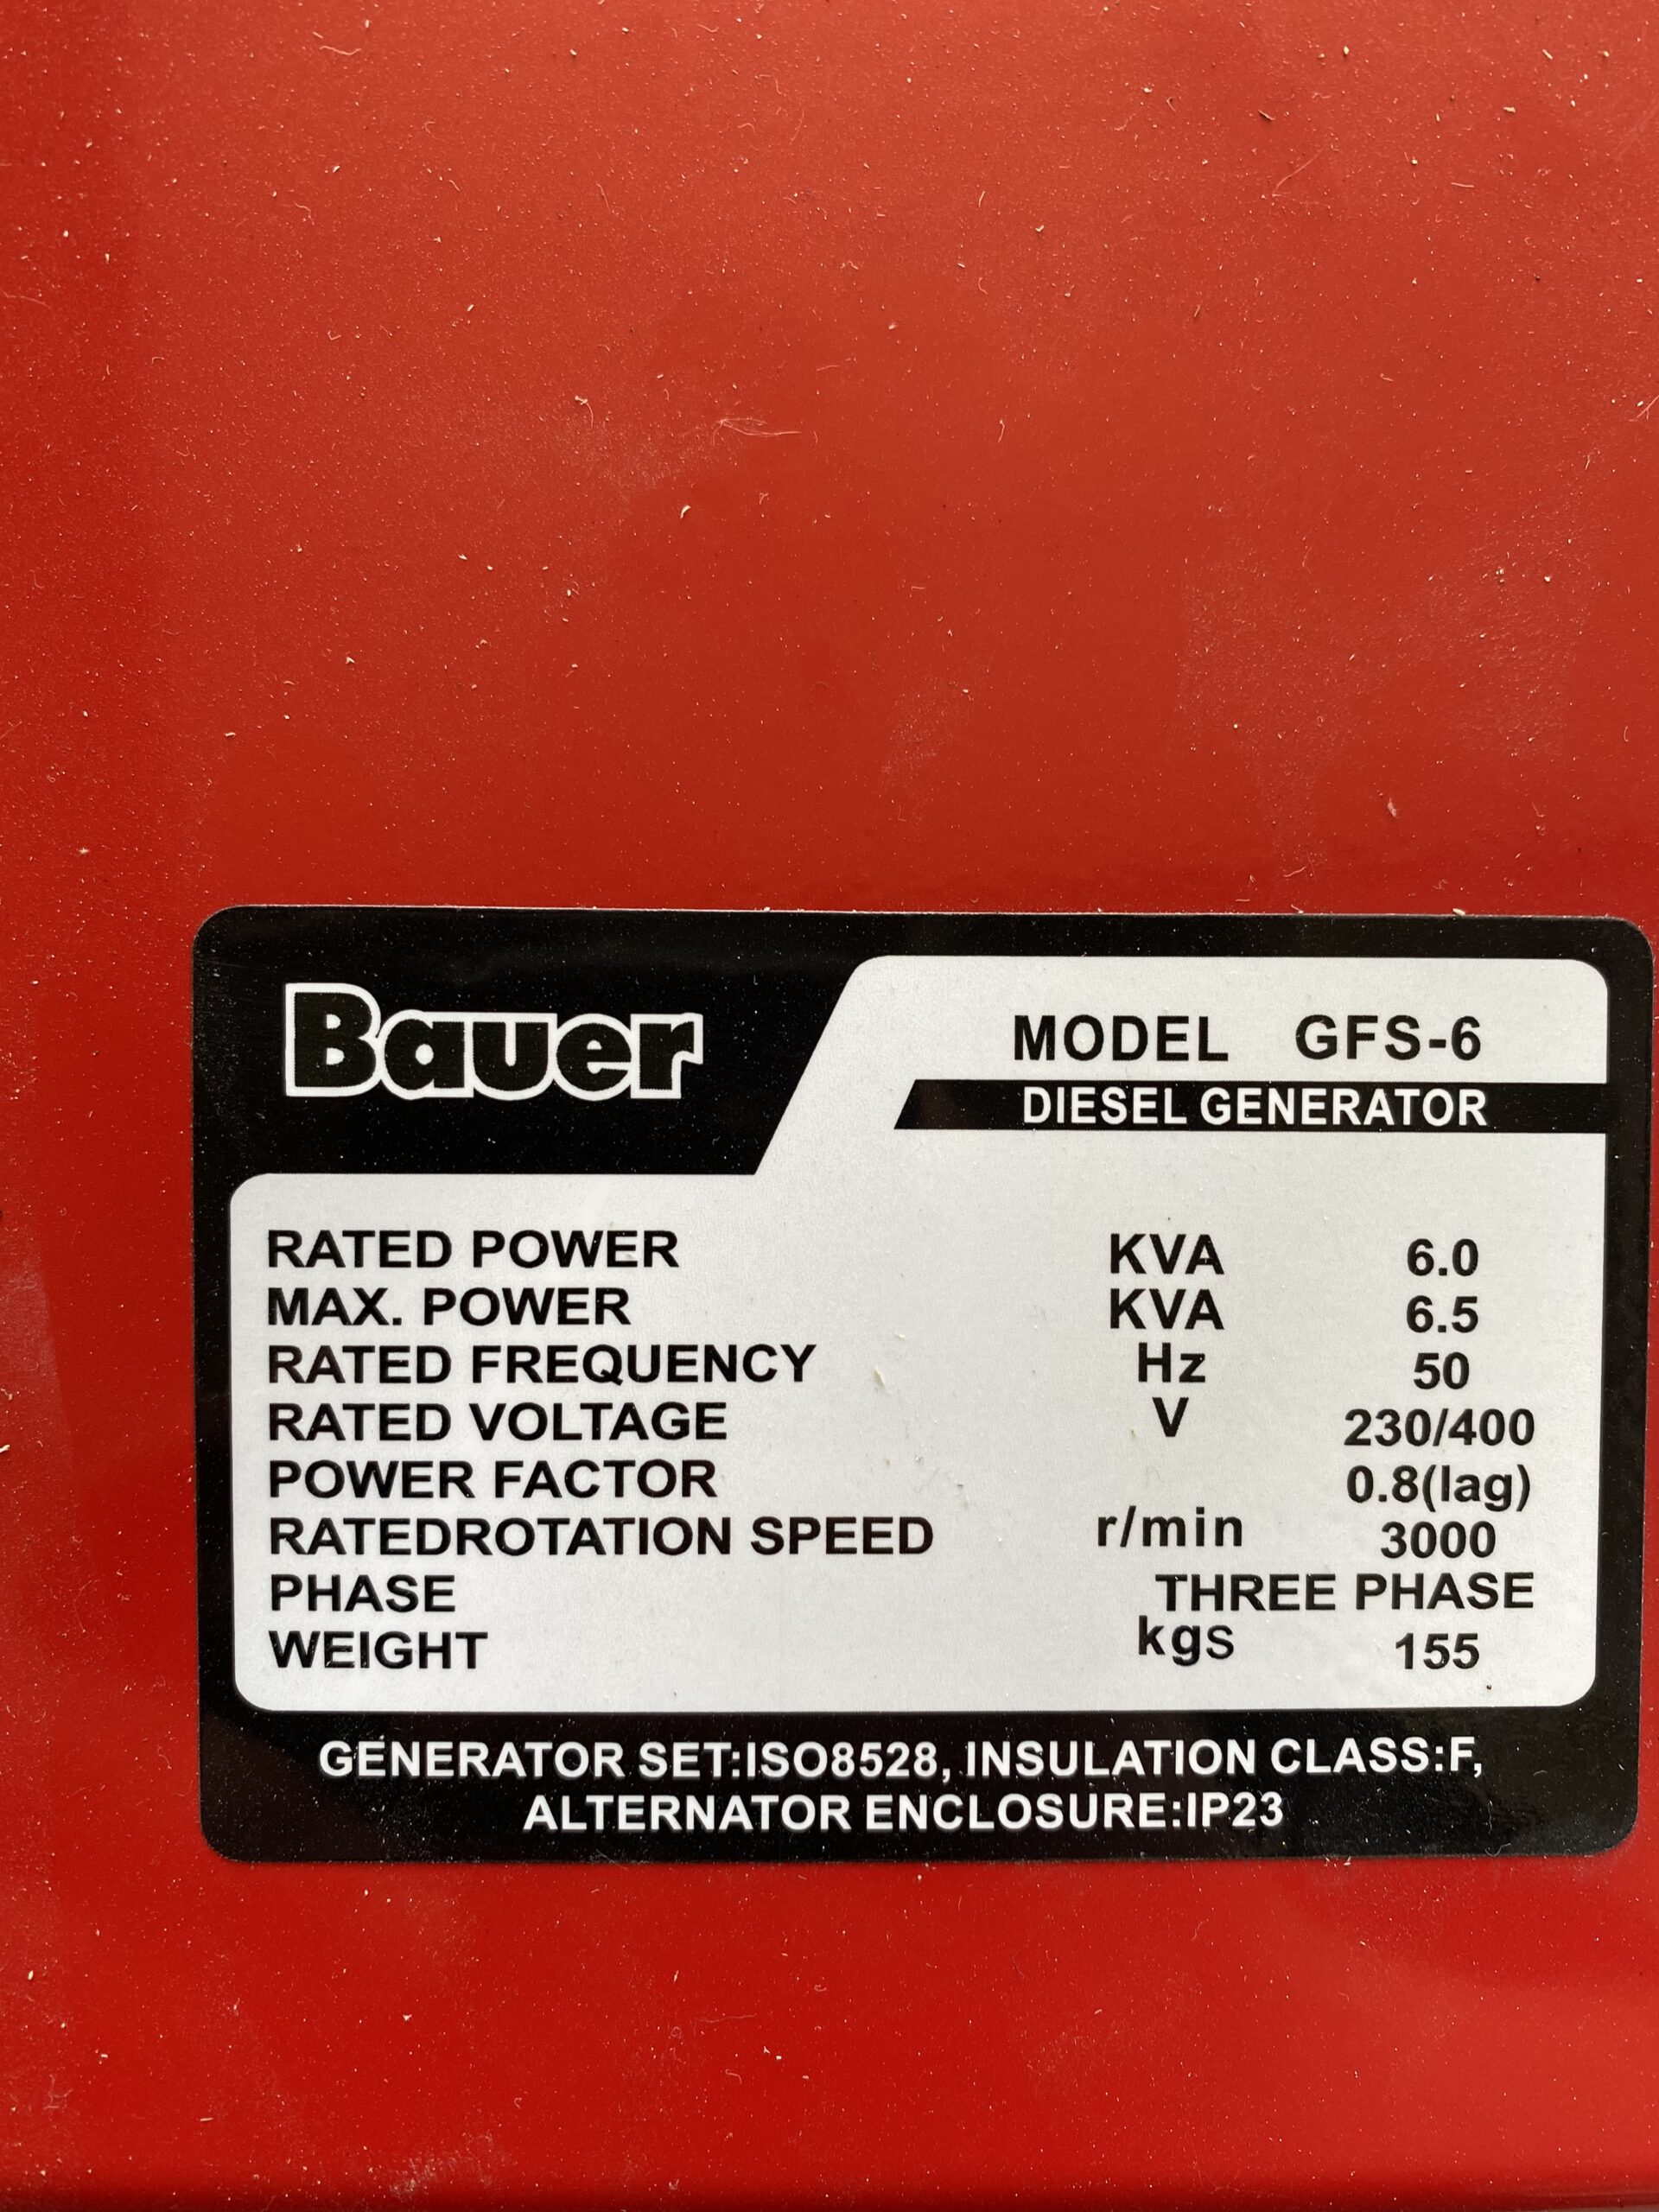 Bauer
MODEL GFS-6
DIESEL GENERATOR
RATED POWER KVA 6.0
MAX. POWER KVA 6.5
RATED FREQUENCY Hz 50
RATED VOLTAGE V 230/400
POWER FACTOR 0.8(lag)
RATEDROTATION SPEED r/min 3000
PHASE THREE PHASE
WEIGHT kgs 155
GENERATOR SET:ISO8528, INSULATION CLASS:F,
ALTERNATOR ENCLOSURE:IP23